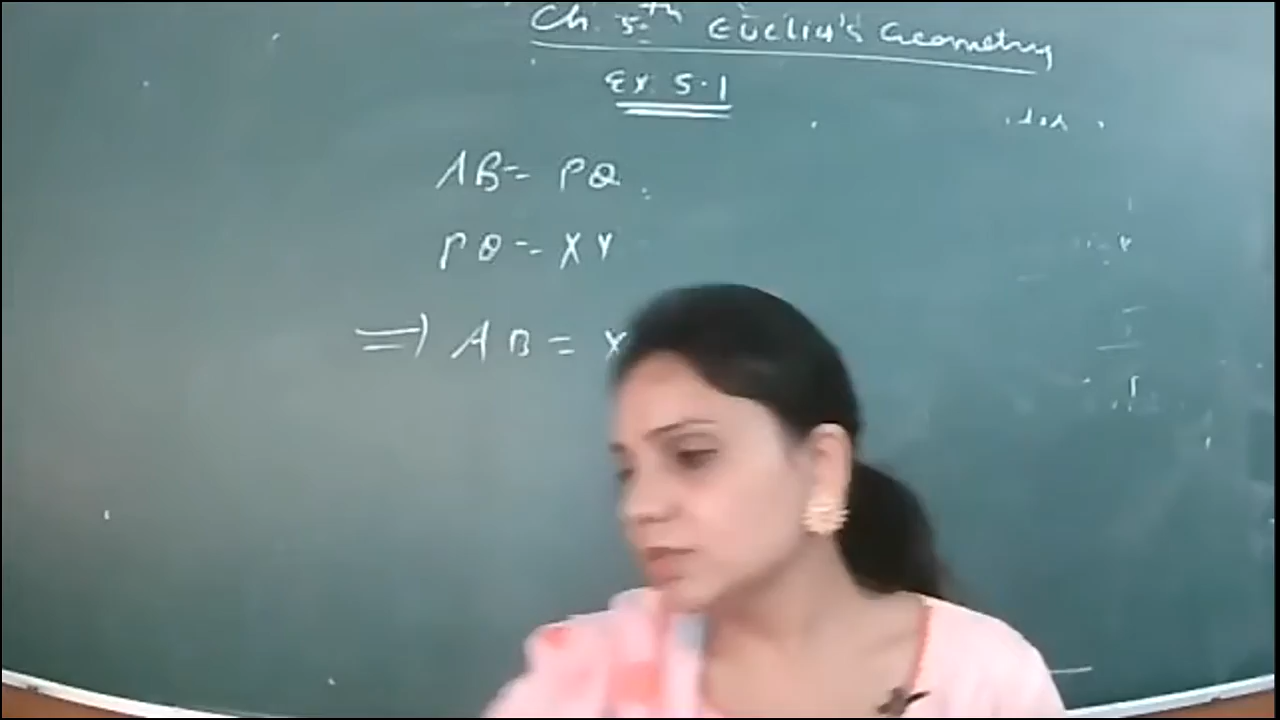 Ch. 5th Euclid's Geometry
Ex 5.1
AB = PQ
PQ = XY
=) AB = X